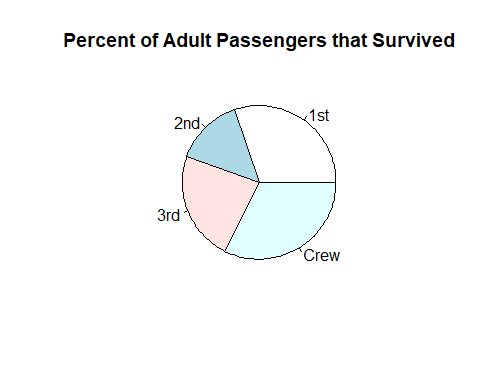 Percent of Adult Passengers that Survived
1st
2nd
3rd
Crew